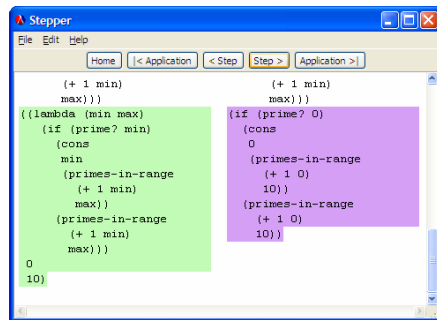 Stepper
File Edit Help
Home |< Application < Step Step > Application >|
(+ 1 min)
max)))
((lambda (min max)
(if (prime? min)
(cons
min
(primes-in-range
(+ 1 min)
max))
(primes-in-range
(+ 1 min)
max)))
0
10)
(+ 1 min)
max)))
(if (prime? 0)
(cons
0
(primes-in-range
(+ 1 0)
10))
(primes-in-range
(+ 1 0)
10))